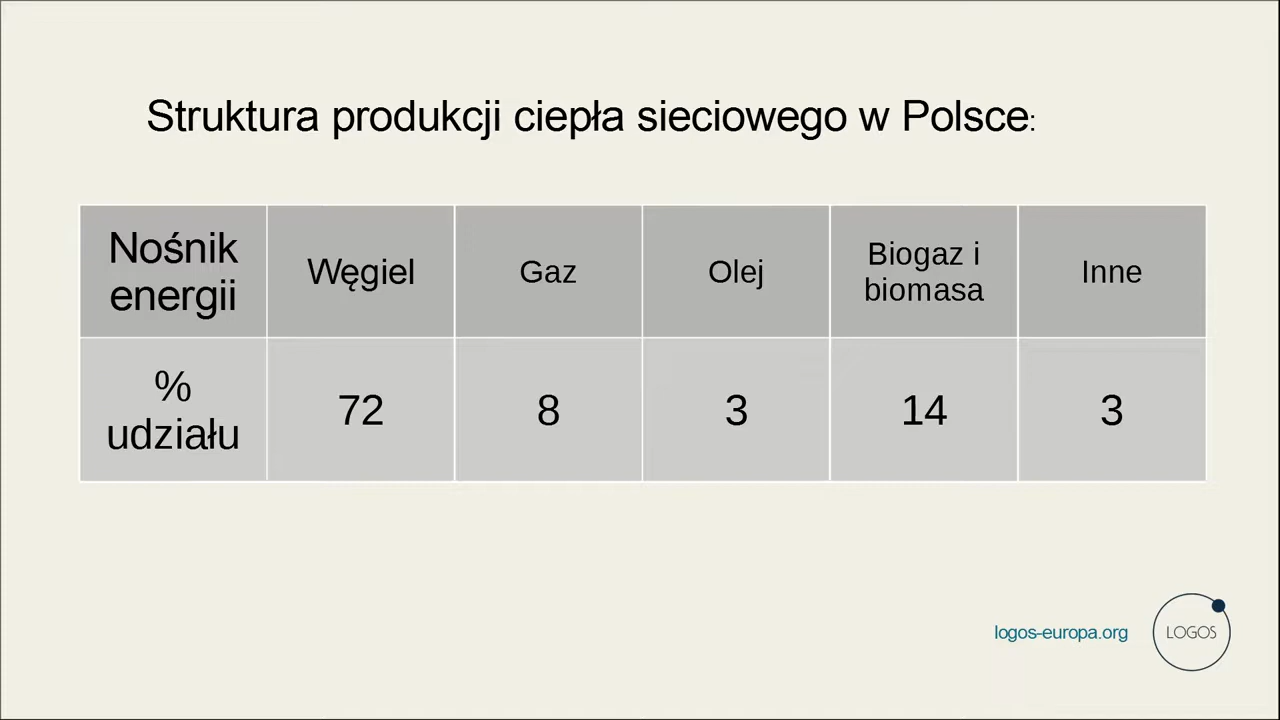 Struktura produkcji ciepła sieciowego w Polsce:
Nośnik
energii
Węgiel
Gaz
Olej
Biogaz i
biomasa
Inne
%
udziału
72
8
3
14
3
logos-europa.org
LOGOS